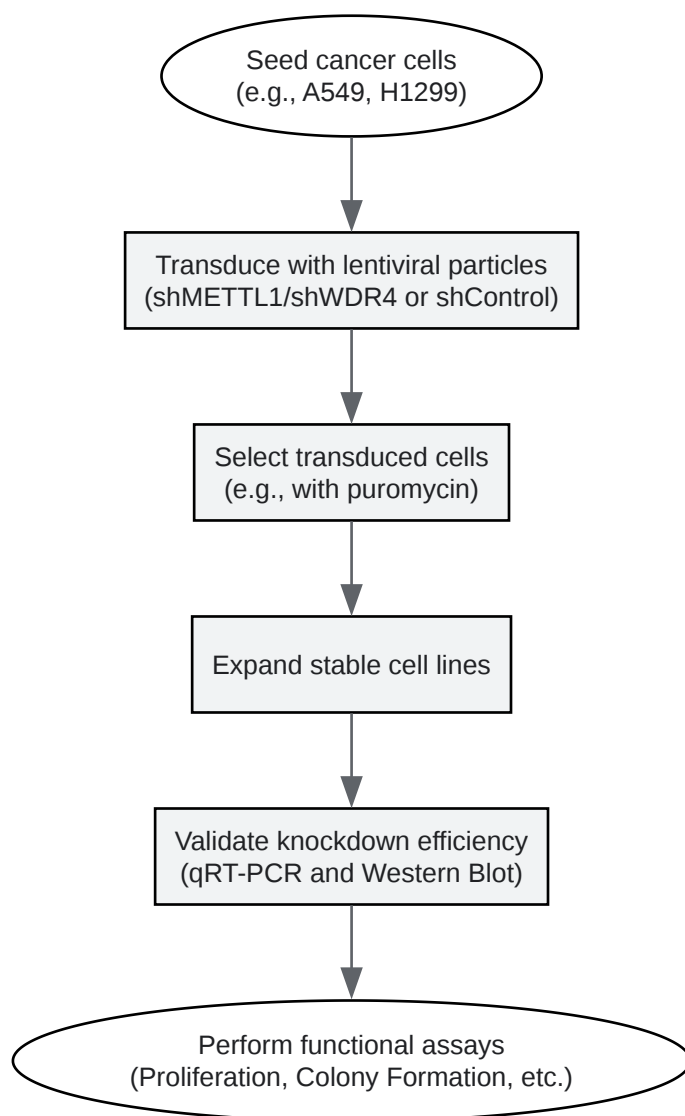 Seed cancer cells
(e.g., A549, H1299)
Transduce with lentiviral particles
(shMETTL1/shWDR4 or shControl)
Select transduced cells
(e.g., with puromycin)
Expand stable cell lines
Validate knockdown efficiency
(qRT-PCR and Western Blot)
Perform functional assays
(Proliferation, Colony Formation, etc.)